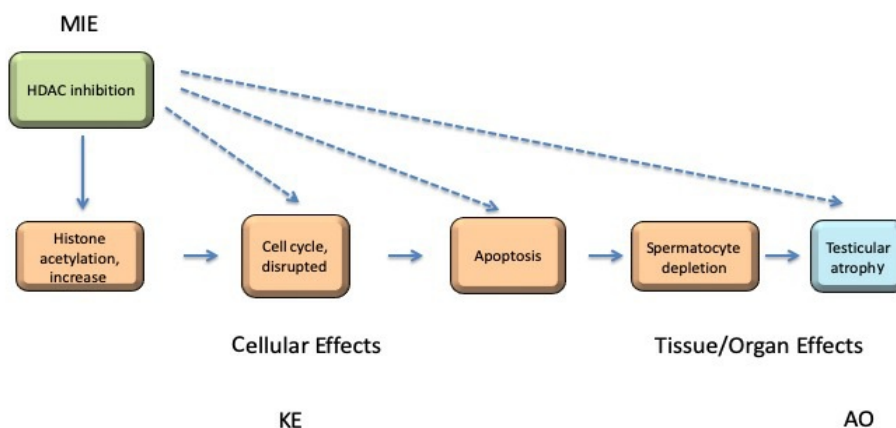 MIE
HDAC inhibition
Histone
acetylation,
increase
Cell cycle,
disrupted
Apoptosis
Spermatocyte
depletion
Testicular
atrophy
Cellular Effects
Tissue/Organ Effects
KE
AO